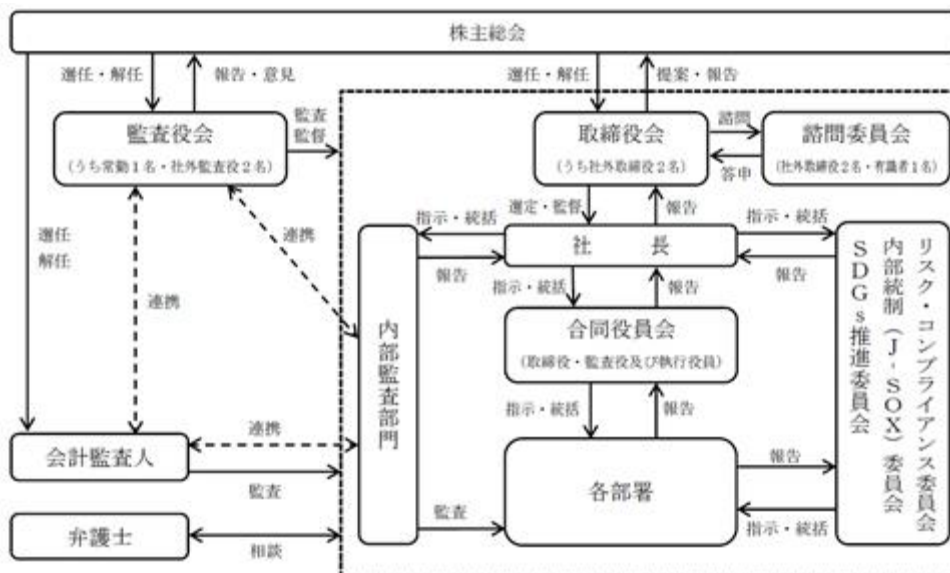 株主総会
選任・解任
報告・意見
選任・解任
提案・報告
監査役会
(うち常勤1名・社外監査役2名)
監査
監督
取締役会
(うち社外取締役2名)
諮問
答申
諮問委員会
(社外取締役2名・有識者1名)
選任
解任
連携
連携
選定・監督
報告
指示・統括
報告
社長
指示・統括
報告
指示・統括
報告
合同役員会
(取締役・監査役及び執行役員)
指示・統括
報告
内部監査部門
リスク・コンプライアンス委員会
内部統制(J-SOX)委員会
SDGs推進委員会
会計監査人
連携
監査
各部署
監査
報告
指示・統括
弁護士
相談